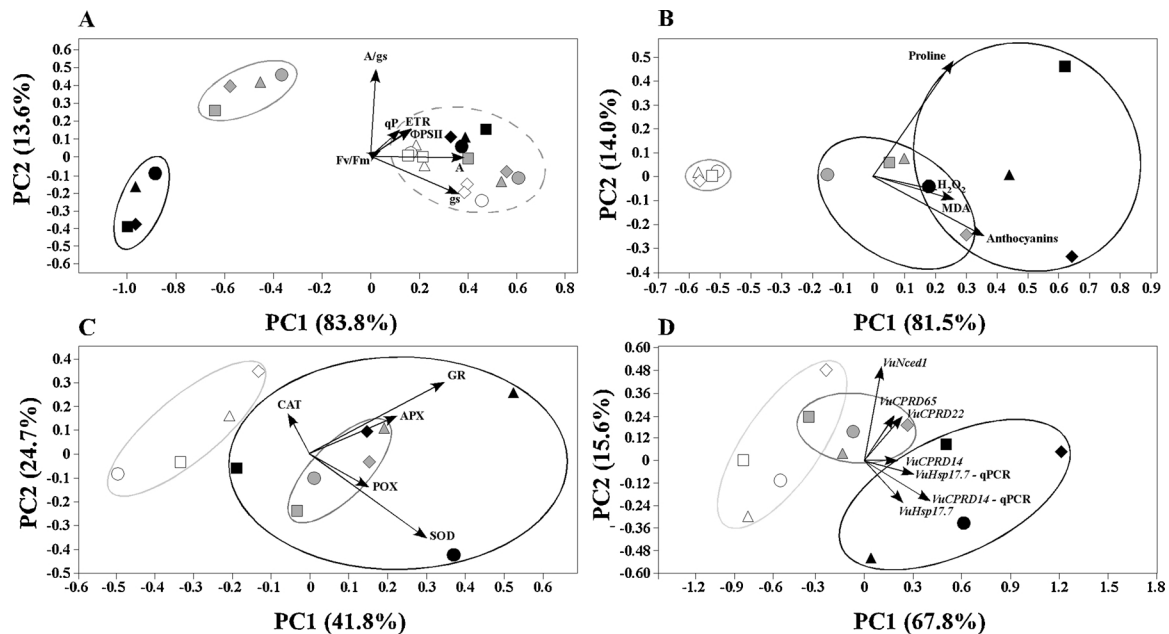 A
PC2 (13.6%)
0.6
0.5
0.4
0.3
0.2
0.1
0
-0.1
-0.2
-0.3
-0.4
-0.5
-0.6
A/gs
qP
ETR
ΦPSII
Fv/Fm
A
gs
-1.0 -0.8 -0.6 -0.4 -0.2 0 0.2 0.4 0.6 0.8
PC1 (83.8%)
B
PC2 (14.0%)
0.5
0.4
0.3
0.2
0.1
0
-0.1
-0.2
-0.3
-0.4
Proline
H₂O₂
MDA
Anthocyanins
-0.7 -0.6 -0.5 -0.4 -0.3 -0.2 -0.1 0 0.1 0.2 0.3 0.4 0.5 0.6 0.7 0.8 0.9
PC1 (81.5%)
C
PC2 (24.7%)
0.4
0.3
0.2
0.1
0
-0.1
-0.2
-0.3
-0.4
-0.5
GR
CAT
APX
POX
SOD
-0.6 -0.5 -0.4 -0.3 -0.2 -0.1 0 0.1 0.2 0.3 0.4 0.5 0.6
PC1 (41.8%)
D
PC2 (15.6%)
0.60
0.48
0.36
0.24
0.12
0
-0.12
-0.24
-0.36
-0.48
-0.60
VuNced1
VuCPRD65
VuCPRD22
VuCPRD14
VuHsp17.7 - qPCR
VuCPRD14 - qPCR
VuHsp17.7
-1.2 -0.9 -0.6 -0.3 0 0.3 0.6 0.9 1.2 1.5 1.8
PC1 (67.8%)